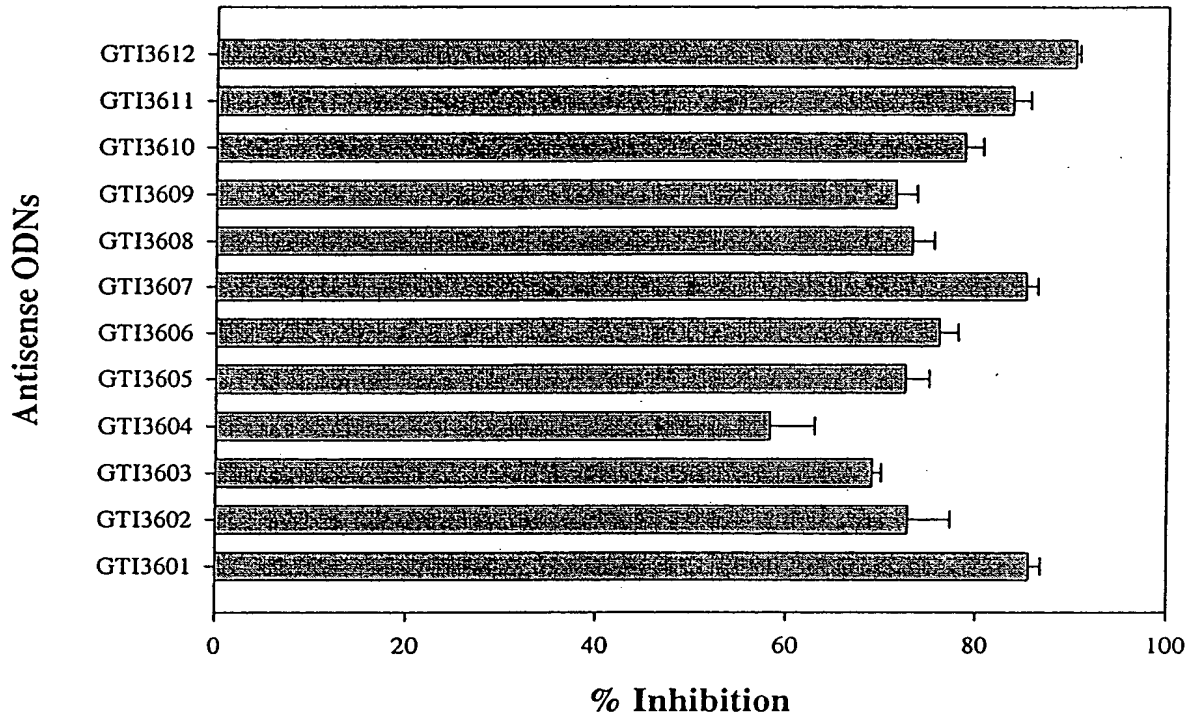 Antisense ODNs
GTI3612
GTI3611
GTI3610
GTI3609
GTI3608
GTI3607
GTI3606
GTI3605
GTI3604
GTI3603
GTI3602
GTI3601
0 20 40 60 80 100
% Inhibition